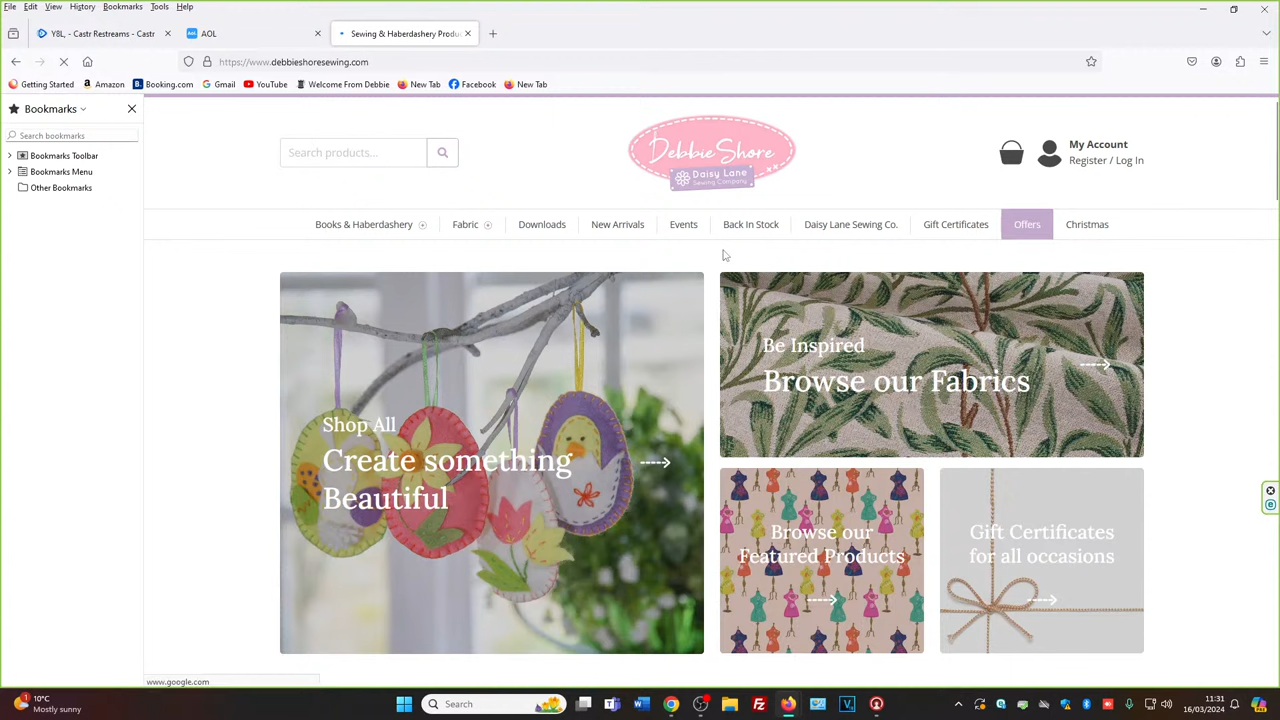 File Edit View History Bookmarks Tools Help
Y8L, - Castr Restreams - Castr
AOL
Sewing & Haberdashery Produ
https://www.debbieshoresewing.com
Getting Started Amazon Booking.com Gmail YouTube Welcome From Debbie New Tab Facebook New Tab
Bookmarks
Search bookmarks
Bookmarks Toolbar
Bookmarks Menu
Other Bookmarks
Search products...
Debbie Shore
Daisy Lane
Sewing Company
My Account
Register / Log In
Books & Haberdashery Fabric Downloads New Arrivals Events Back In Stock Daisy Lane Sewing Co. Gift Certificates Offers Christmas
Shop All
Create something
Beautiful
Be Inspired
Browse our Fabrics
Browse our
Featured Products
Gift Certificates
for all occasions
www.google.com
10°C
Mostly sunny
Search
11:31
16/03/2024